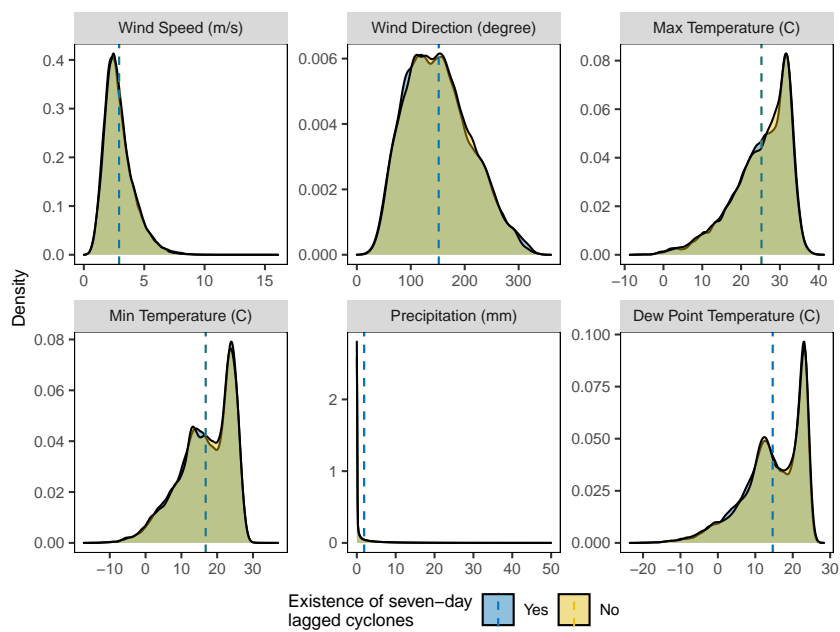 Wind Speed (m/s) Wind Direction (degree) Max Temperature (C)
0.4 0.006 0.08
0.3 0.06
0.004
0.2 0.04
0.002
0.1 0.02
0.0 0.000 0.00
0 5 10 15 100 200 300 −10 0 10 20 30 40
0
Density
Min Temperature (C) Precipitation (mm) Dew Point Temperature (C)
0.08 0.100
0.06 2 0.075
0.04 0.050
0.02 1 0.025
0.00 0 0.000
−10 0 10 20 30 0 10 20 30 40 50 −20 −10 0 10 20 30
Existence of seven−day
lagged cyclones
Yes No